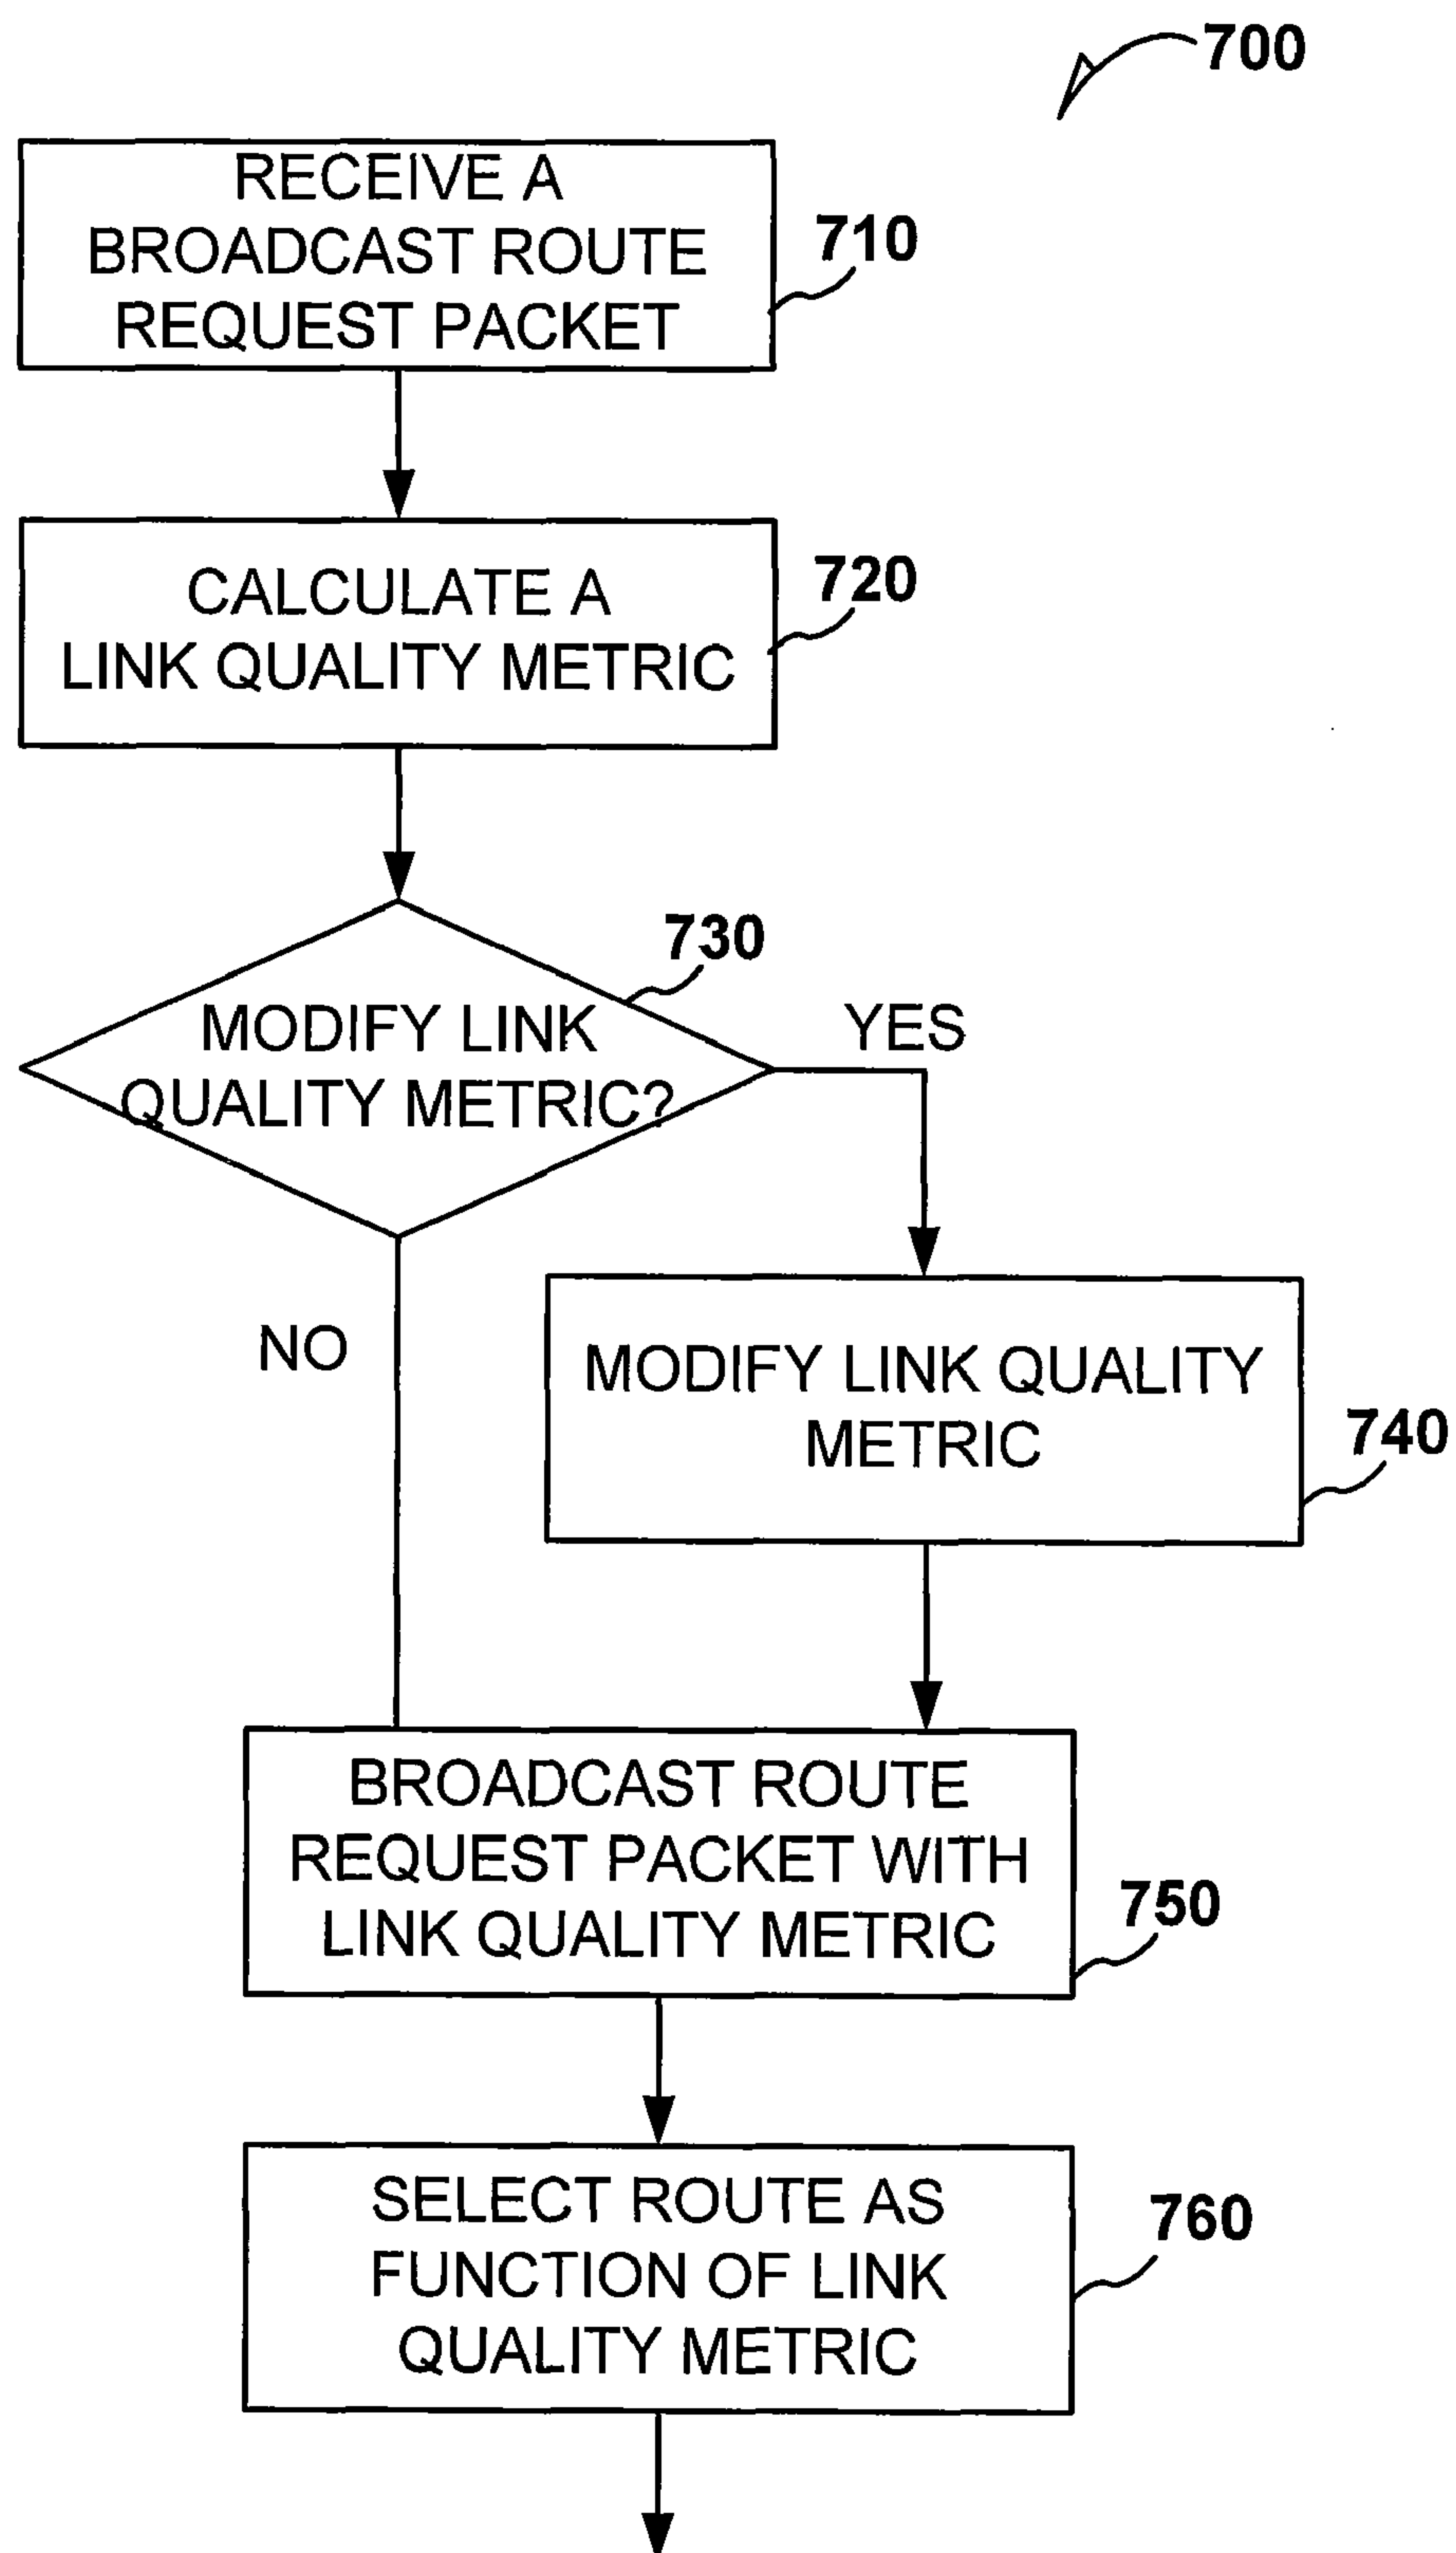 700
RECEIVE A
BROADCAST ROUTE
REQUEST PACKET
710
CALCULATE A
LINK QUALITY METRIC
720
730
MODIFY LINK
QUALITY METRIC?
YES
NO
MODIFY LINK QUALITY
METRIC
740
BROADCAST ROUTE
REQUEST PACKET WITH
LINK QUALITY METRIC
750
SELECT ROUTE AS
FUNCTION OF LINK
QUALITY METRIC
760